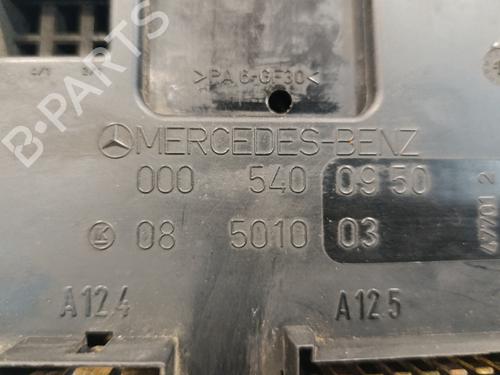 >PA 6-GF30<
MERCEDES-BENZ
000 540 09 50
08 5010 03
A124
A125
B-PARTS